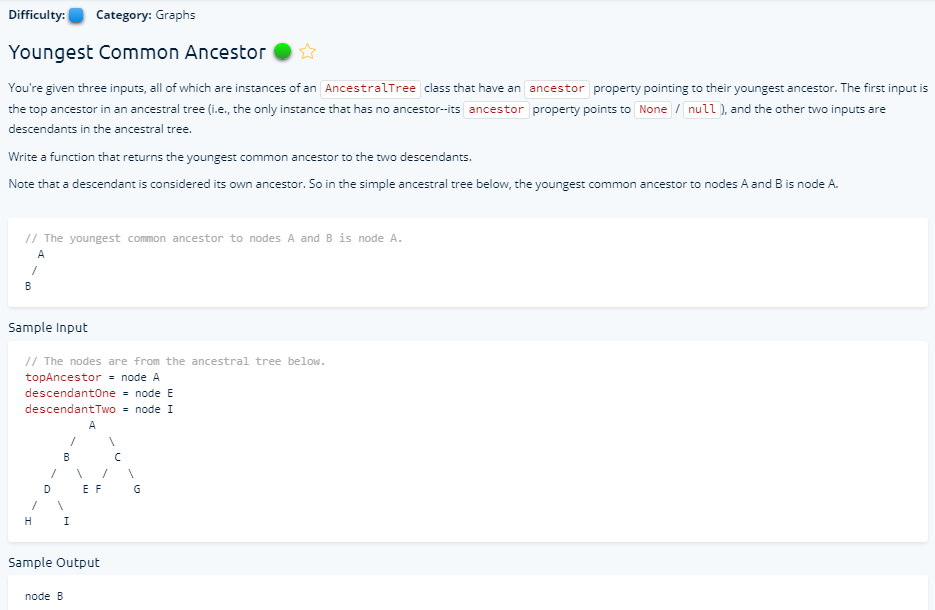 Difficulty: Category: Graphs
Youngest Common Ancestor
You're given three inputs, all of which are instances of an AncestralTree class that have an ancestor property pointing to their youngest ancestor. The first input is
the top ancestor in an ancestral tree (i.e., the only instance that has no ancestor--its ancestor property points to None / null ), and the other two inputs are
descendants in the ancestral tree.
Write a function that returns the youngest common ancestor to the two descendants.
Note that a descendant is considered its own ancestor. So in the simple ancestral tree below, the youngest common ancestor to nodes A and B is node A.
// The youngest common ancestor to nodes A and B is node A.
  A
 /
B
Sample Input
// The nodes are from the ancestral tree below.
topAncestor = node A
descendantOne = node E
descendantTwo = node I
          A
       /     \
      B       C
    /   \   /   \
   D     E F     G
 /   \
H     I
Sample Output
node B